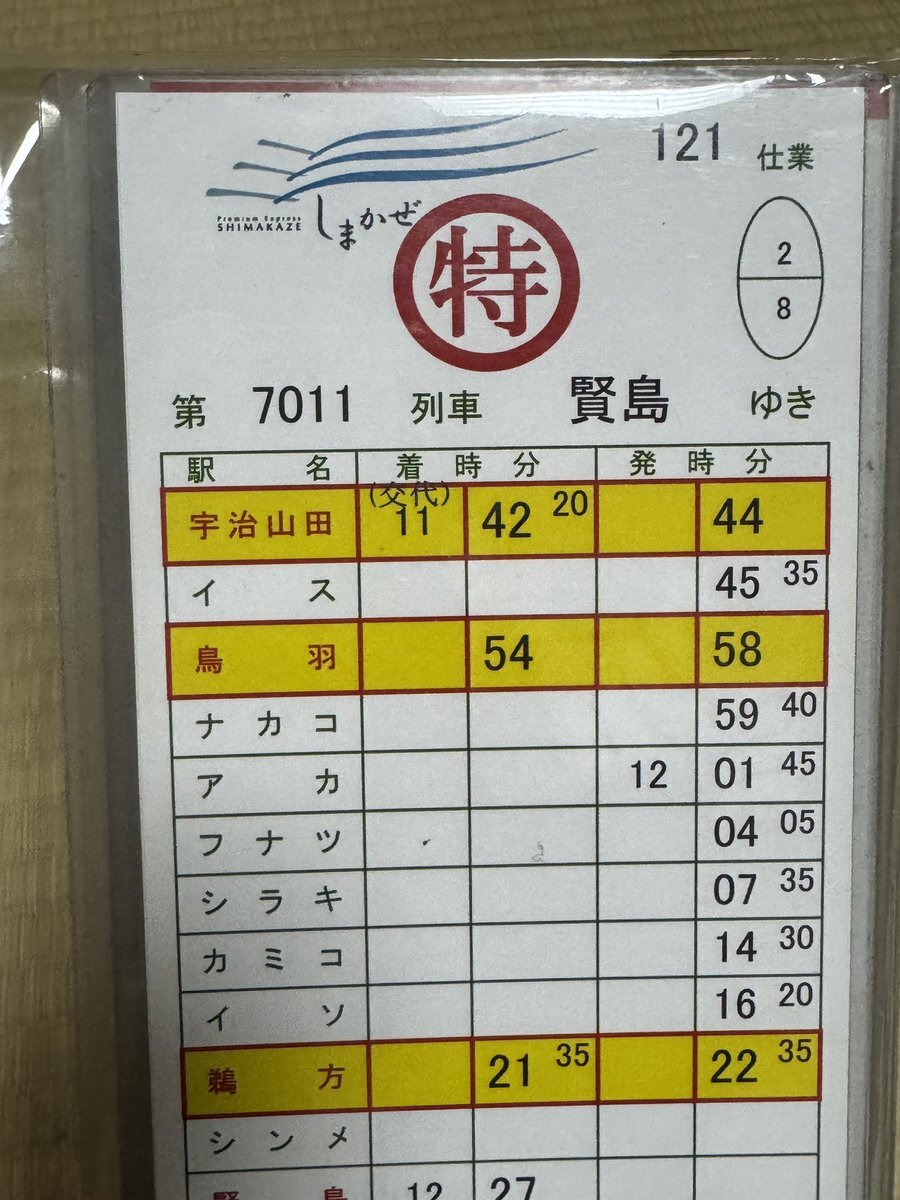 121 仕業
Premium Express
SHIMAKAZE
しまかぜ
特
2
8
第 7011 列車 賢島 ゆき
駅名 着時分 発時分
(交代)
宇治山田 11 42 20 44
イス 45 35
鳥羽 54 58
ナカコ 59 40
アカ 12 01 45
フナツ 04 05
シラキ 07 35
カミコ 14 30
イソ 16 20
鵜方 21 35 22 35
シンメ
賢島 12 27